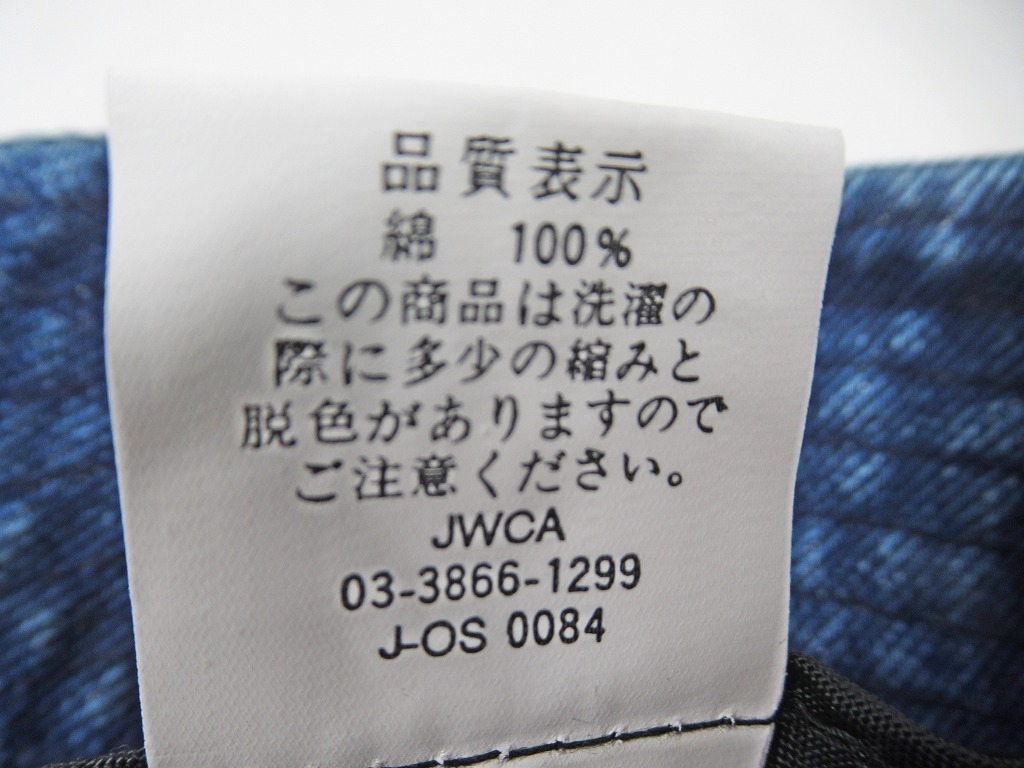 品質表示
綿 100%
この商品は洗濯の
際に多少の縮みと
脱色がありますので
ご注意ください。
JWCA
03-3866-1299
J-OS 0084